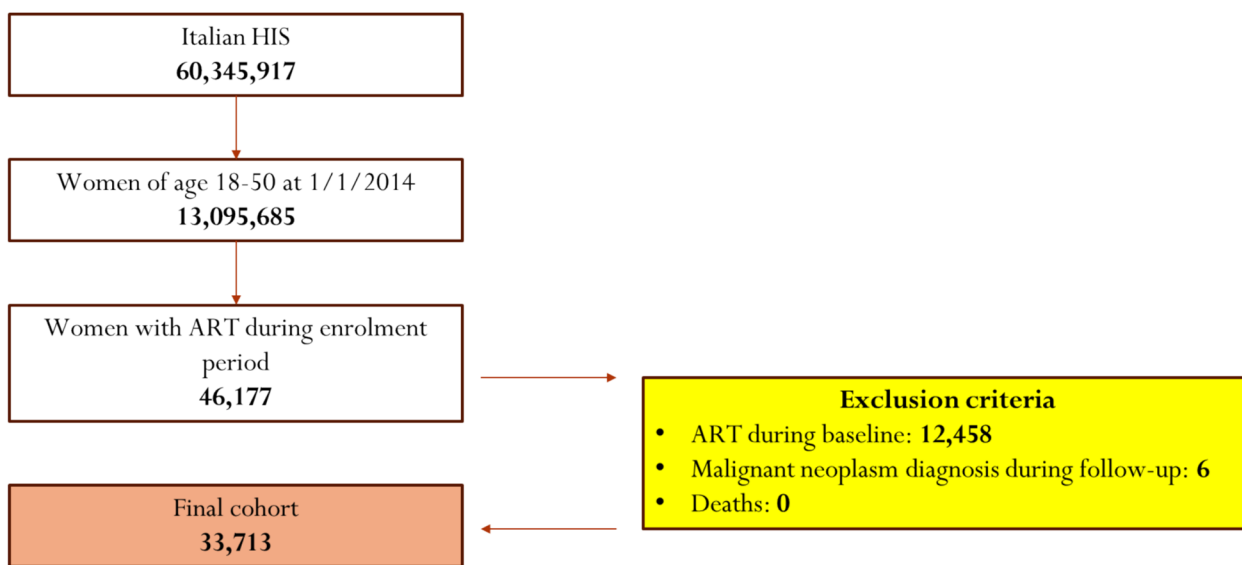 Italian HIS
60,345,917
Women of age 18-50 at 1/1/2014
13,095,685
Women with ART during enrolment
period
46,177
Exclusion criteria
• ART during baseline: 12,458
• Malignant neoplasm diagnosis during follow-up: 6
• Deaths: 0
Final cohort
33,713